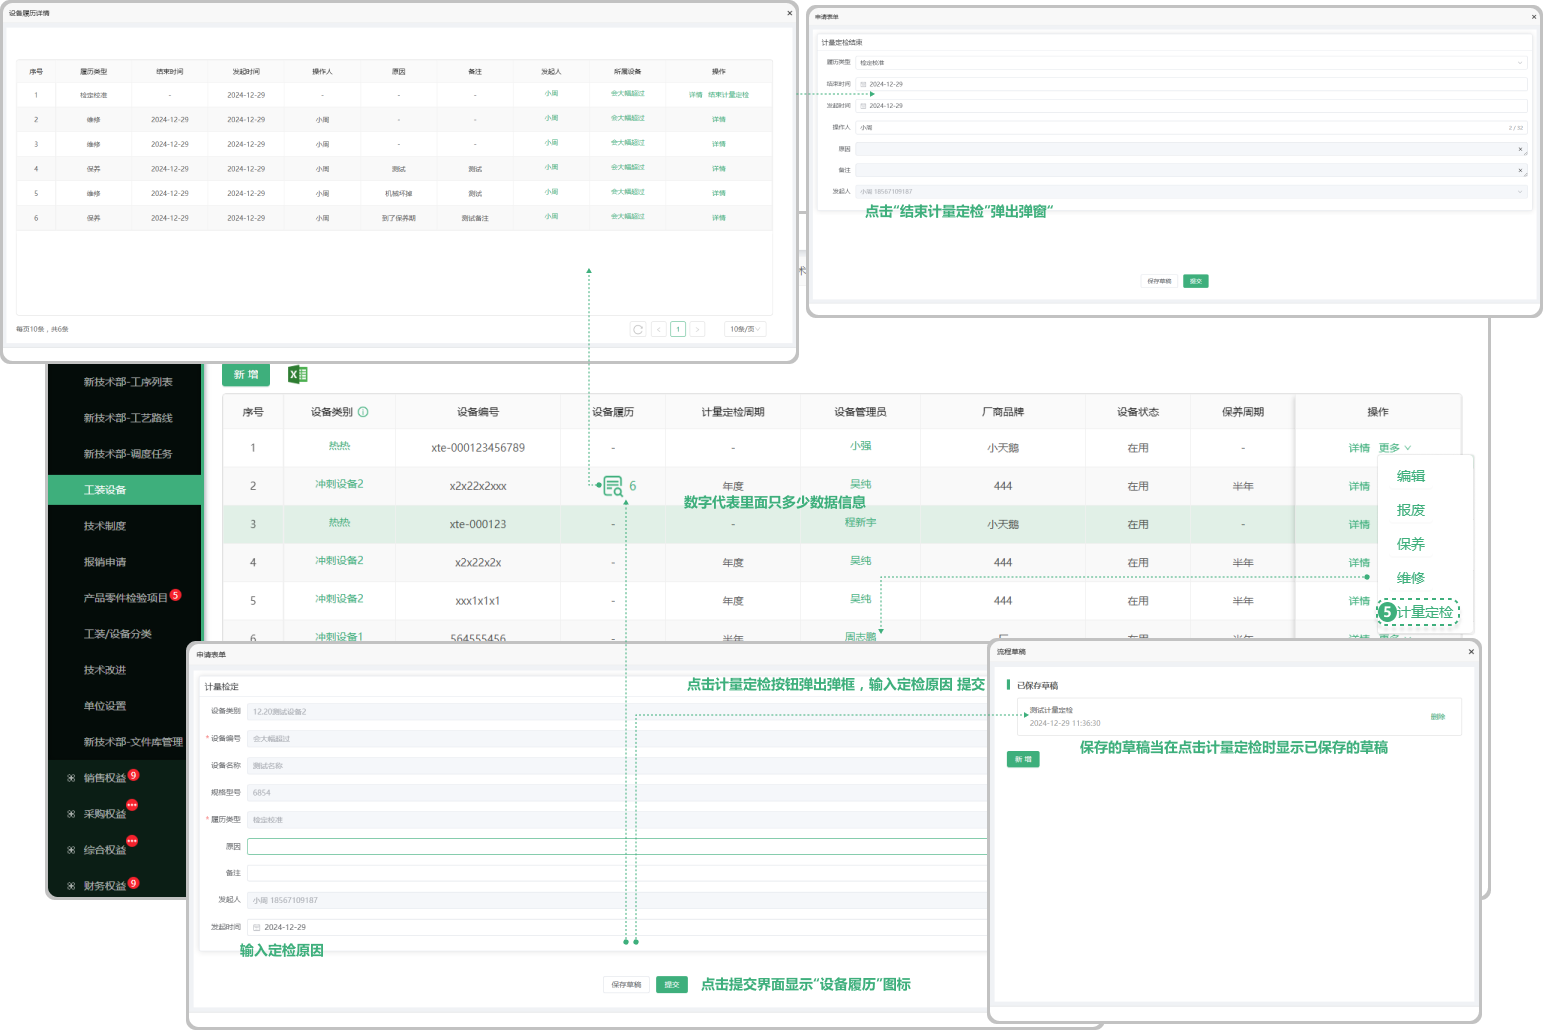 设备履历详情
×
序号 履历类型 结束时间 发起时间 操作人 原因 备注 发起人 所属设备 操作
1 检定校准 - 2024-12-29 - - - 小周 会大幅超过 详情 结束计量定检
2 维修 2024-12-29 2024-12-29 小周 - - 小周 会大幅超过 详情
3 维修 2024-12-29 2024-12-29 小周 - - 小周 会大幅超过 详情
4 保养 2024-12-29 2024-12-29 小周 测试 测试 小周 会大幅超过 详情
5 维修 2024-12-29 2024-12-29 小周 机械坏掉 测试 小周 会大幅超过 详情
6 保养 2024-12-29 2024-12-29 小周 到了保养期 测试备注 小周 会大幅超过 详情
每页10条，共6条
1
10条/页
申请表单
×
计量定检结束
履历类型 检定校准
结束时间 2024-12-29
发起时间 2024-12-29
操作人 小周 2 / 32
原因
备注
发起人 小周 18567109187
点击“结束计量定检”弹出弹窗”
保存草稿 提交
术
新技术部-工序列表
新技术部-工艺路线
新技术部-调度任务
工装设备
技术制度
报销申请
产品零件检验项目 5
工装/设备分类
技术改进
单位设置
新技术部-文件库管理
销售权益 9
采购权益
综合权益
财务权益 9
新 增
序号 设备类别 设备编号 设备履历 计量定检周期 设备管理员 厂商品牌 设备状态 保养周期 操作
1 热热 xte-000123456789 - - 小强 小天鹅 在用 - 详情 更多
2 冲刺设备2 x2x22x2xxx 6 年度 吴纯 444 在用 半年 详情
数字代表里面只多少数据信息
3 热热 xte-000123 - - 程新宇 小天鹅 在用 - 详情
4 冲刺设备2 x2x22x2x - 年度 吴纯 444 在用 半年 详情
5 冲刺设备2 xxx1x1x1 - 年度 吴纯 444 在用 半年 详情
6 冲刺设备1 564555456 半年 周志鹏 厂 在用 半年 详情 更多
编辑
报废
保养
维修
5 计量定检
申请表单
计量检定
点击计量定检按钮弹出弹框，输入定检原因 提交
设备类别 12.20测试设备2
* 设备编号 会大幅超过
设备名称 测试名称
规格型号 6854
* 履历类型 检定校准
原因
备注
发起人 小周 18567109187
发起时间 2024-12-29
输入定检原因
保存草稿 提交
点击提交界面显示“设备履历”图标
流程草稿
×
已保存草稿
测试计量定检
2024-12-29 11:36:30
删除
保存的草稿当在点击计量定检时显示已保存的草稿
新 增